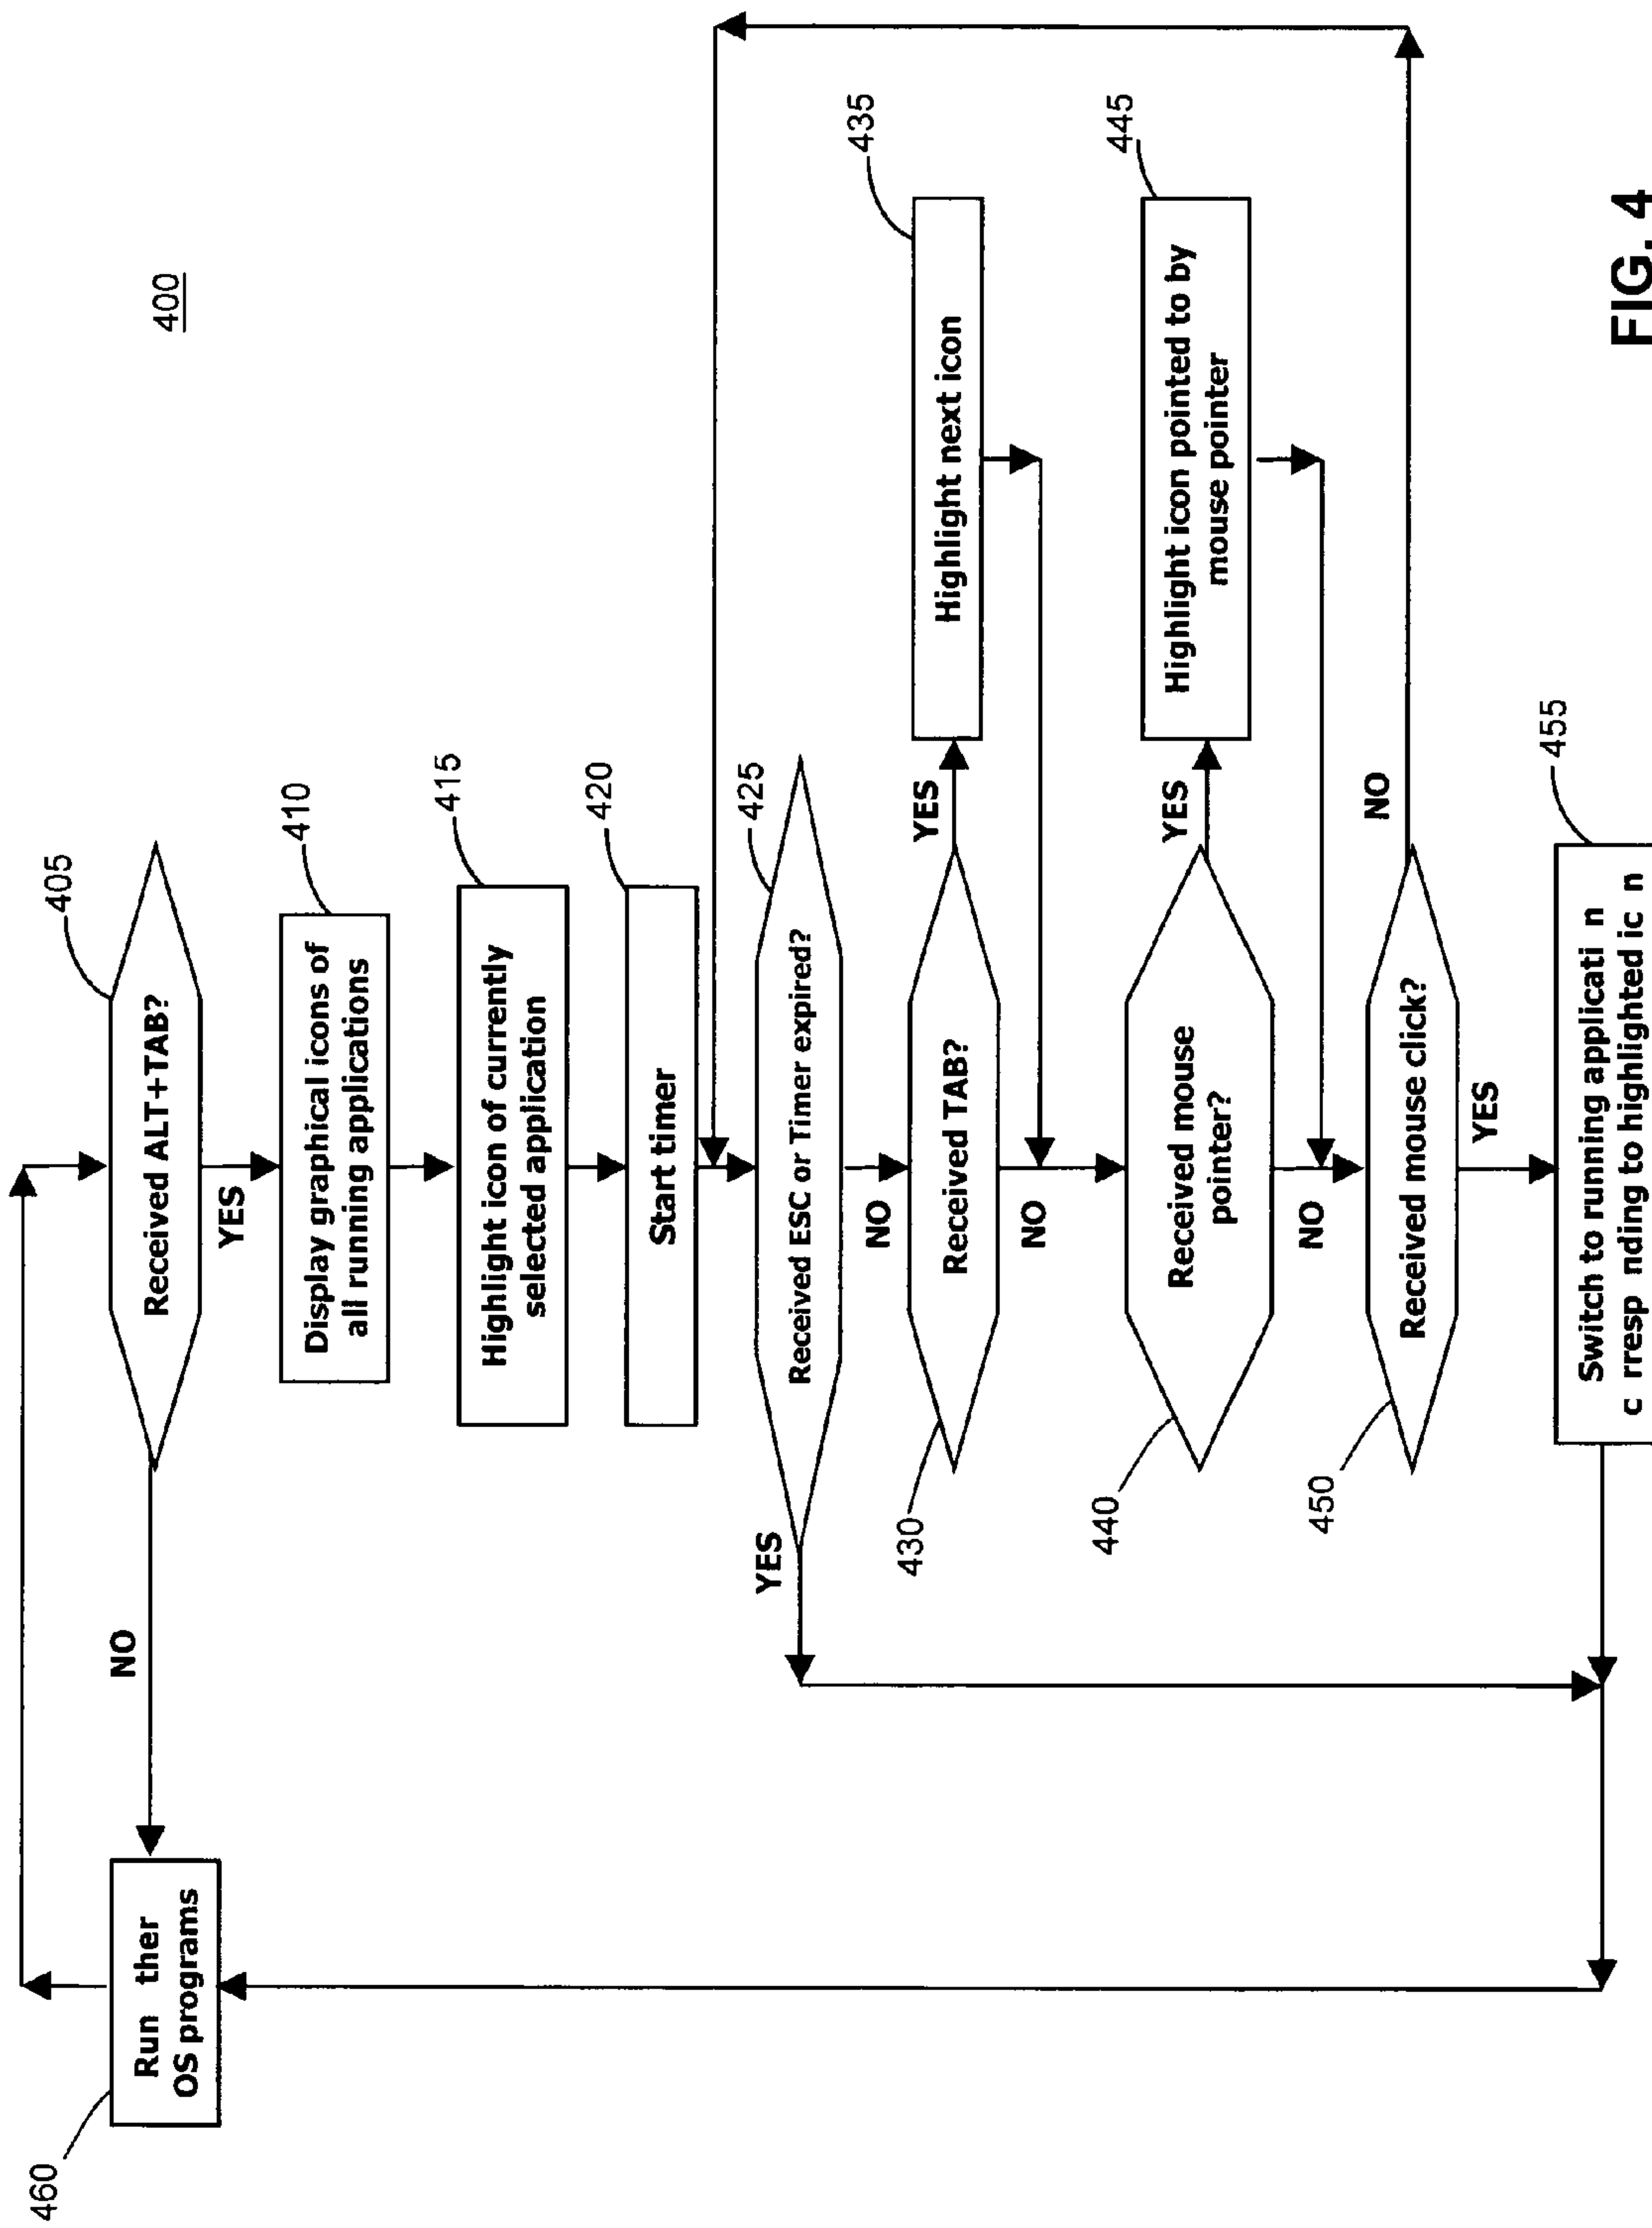 400
405
Received ALT+TAB?
NO
YES
460
Run ther
OS programs
410
Display graphical icons of
all running applications
415
Highlight icon of currently
selected application
420
Start timer
425
Received ESC or Timer expired?
YES
NO
430
Received TAB?
YES
NO
435
Highlight next icon
440
Received mouse
pointer?
YES
NO
445
Highlight icon pointed to by
mouse pointer
450
Received mouse click?
NO
YES
455
Switch to running applicati n
c rresp nding to highlighted ic n
FIG. 4